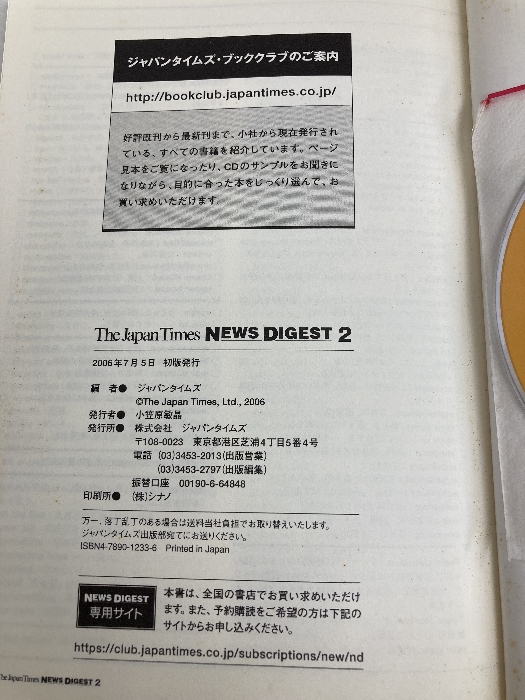 ジャパンタイムズ・ブッククラブのご案内
http://bookclub.japantimes.co.jp/
好評既刊から最新刊まで、小社から現在発行され
ている、すべての書籍を紹介しています。ページ
見本をご覧になったり、CDのサンプルをお聞きに
なりながら、目的に合った本をじっくり選んで、お
買い求めいただけます。
The Japan Times NEWS DIGEST 2
2006年7月5日 初版発行
編 者● ジャパンタイムズ
©The Japan Times, Ltd., 2006
発行者● 小笠原敏晶
発行所● 株式会社 ジャパンタイムズ
〒108-0023 東京都港区芝浦4丁目5番4号
電話 (03)3453-2013(出版営業)
(03)3453-2797(出版編集)
振替口座 00190-6-64848
印刷所● (株)シナノ
万一、落丁乱丁のある場合は送料当社負担でお取り替えいたします。
ジャパンタイムズ出版部宛てにお送りください。
ISBN4-7890-1233-6 Printed in Japan
NEWS DIGEST
専用サイト
本書は、全国の書店でお買い求めいただけ
ます。また、予約購読をご希望の方は下記の
サイトからお申し込みください。
https://club.japantimes.co.jp/subscriptions/new/nd
The Japan Times NEWS DIGEST 2